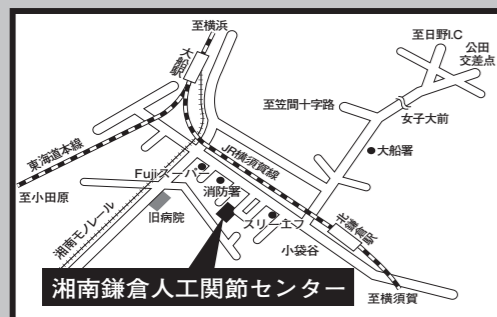 至横浜
至日野I.C
公田
交差点
大船駅
至笠間十字路
女子大前
東海道本線
JR横須賀線
大船署
Fujiスーパー
消防署
至小田原
湘南モノレール
旧病院
スリーエフ
北鎌倉駅
小袋谷
湘南鎌倉人工関節センター
至横須賀